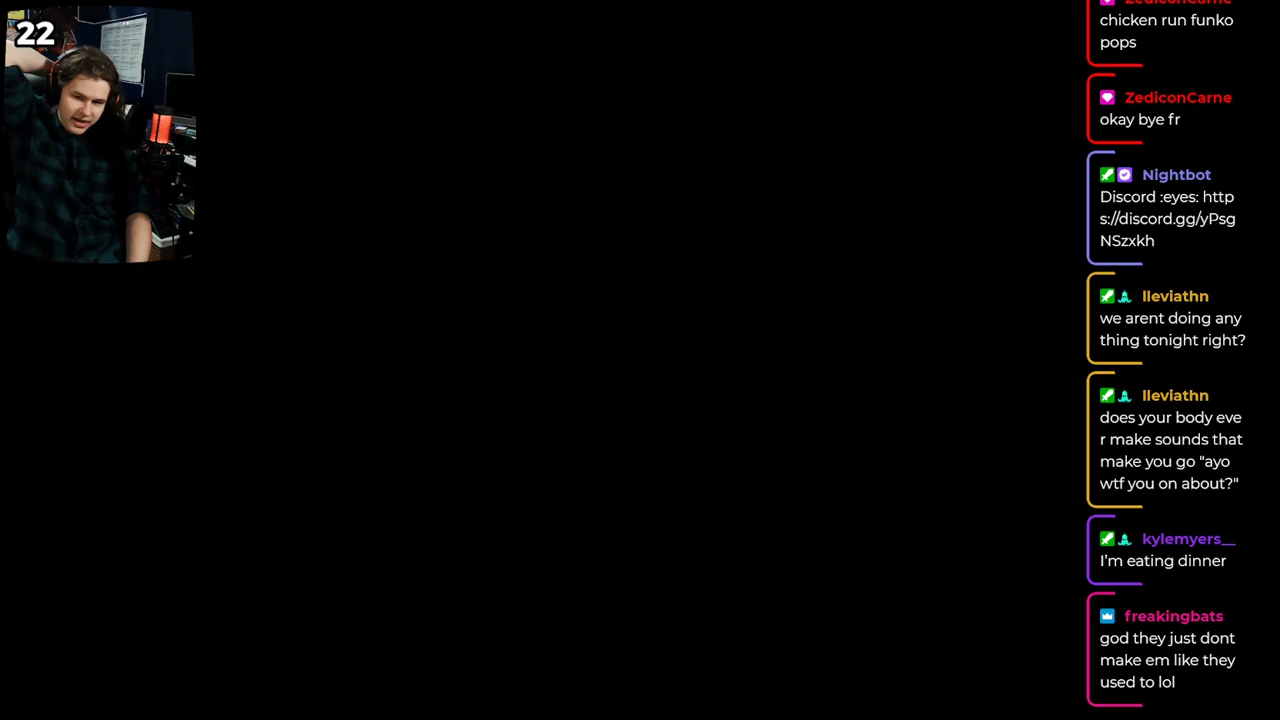 22
ZediconCarne
chicken run funko
pops
ZediconCarne
okay bye fr
Nightbot
Discord :eyes: http
s://discord.gg/yPsg
NSzxkh
lleviathn
we arent doing any
thing tonight right?
lleviathn
does your body eve
r make sounds that
make you go "ayo
wtf you on about?"
kylemyers__
I'm eating dinner
freakingbats
god they just dont
make em like they
used to lol